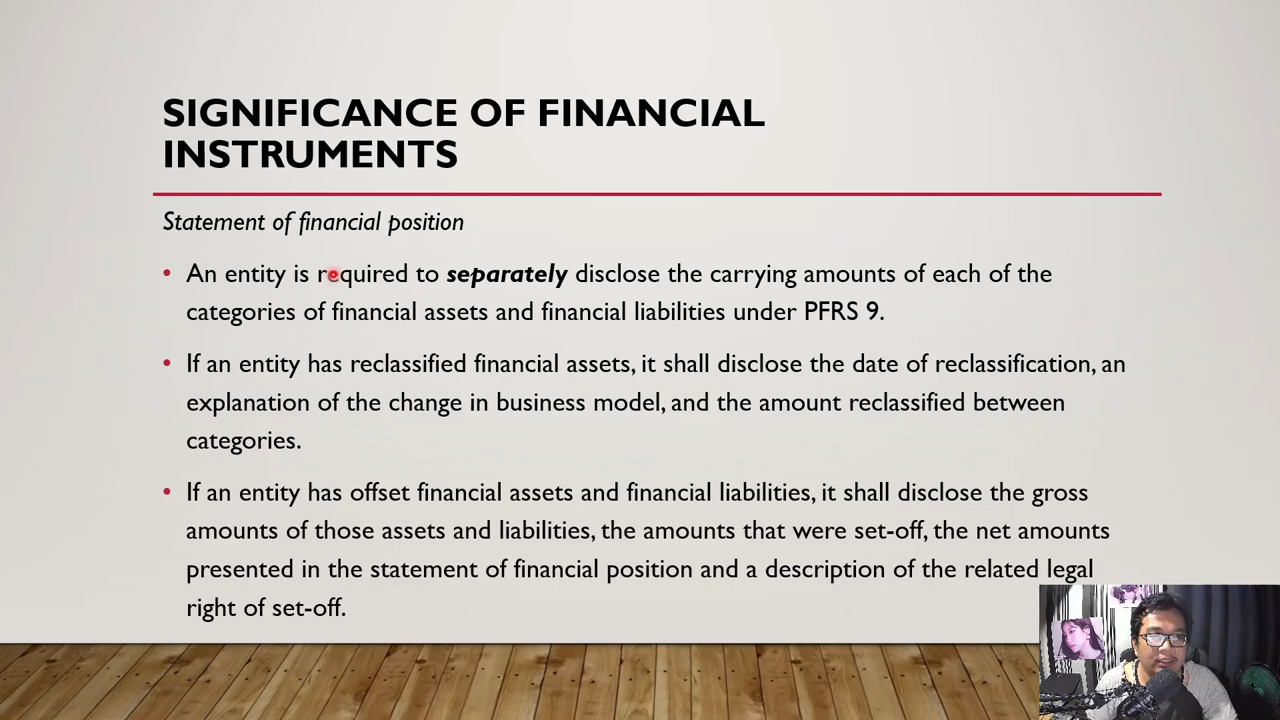 SIGNIFICANCE OF FINANCIAL
INSTRUMENTS
Statement of financial position
• An entity is required to separately disclose the carrying amounts of each of the
categories of financial assets and financial liabilities under PFRS 9.
• If an entity has reclassified financial assets, it shall disclose the date of reclassification, an
explanation of the change in business model, and the amount reclassified between
categories.
• If an entity has offset financial assets and financial liabilities, it shall disclose the gross
amounts of those assets and liabilities, the amounts that were set-off, the net amounts
presented in the statement of financial position and a description of the related legal
right of set-off.